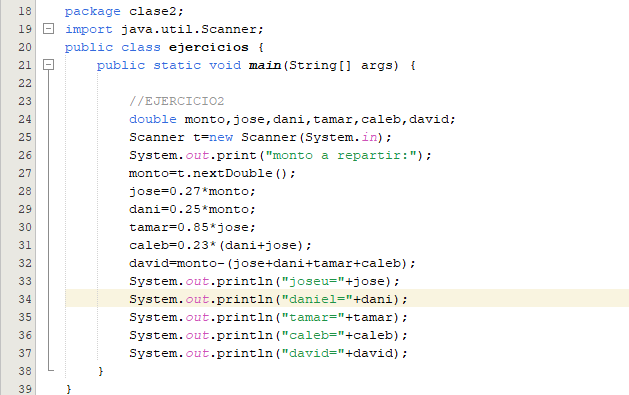 18 package clase2;
19 import java.util.Scanner;
20 public class ejercicios {
21 public static void main(String[] args) {
22
23 //EJERCICIO2
24 double monto,jose,dani,tamar,caleb,david;
25 Scanner t=new Scanner(System.in);
26 System.out.print("monto a repartir:");
27 monto=t.nextDouble();
28 jose=0.27*monto;
29 dani=0.25*monto;
30 tamar=0.85*jose;
31 caleb=0.23*(dani+jose);
32 david=monto-(jose+dani+tamar+caleb);
33 System.out.println("joseu="+jose);
34 System.out.println("daniel="+dani);
35 System.out.println("tamar="+tamar);
36 System.out.println("caleb="+caleb);
37 System.out.println("david="+david);
38 }
39 }